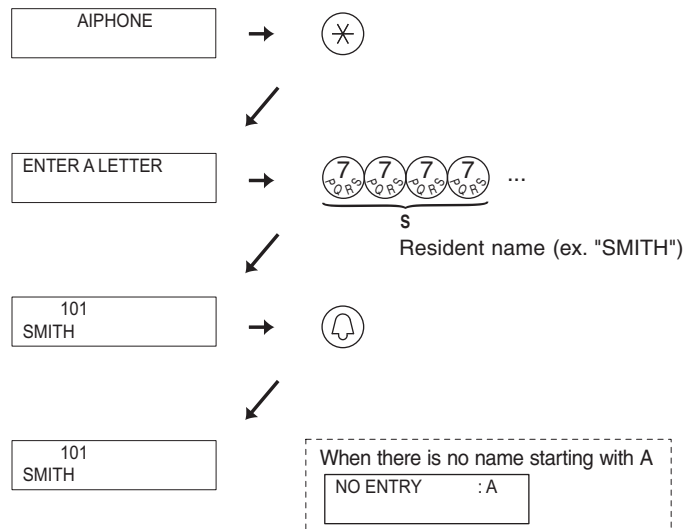 AIPHONE
ENTER A LETTER
7 PQRS 7 PQRS 7 PQRS 7 PQRS ...
S
Resident name (ex. "SMITH")
101
SMITH
101
SMITH
When there is no name starting with A
NO ENTRY : A